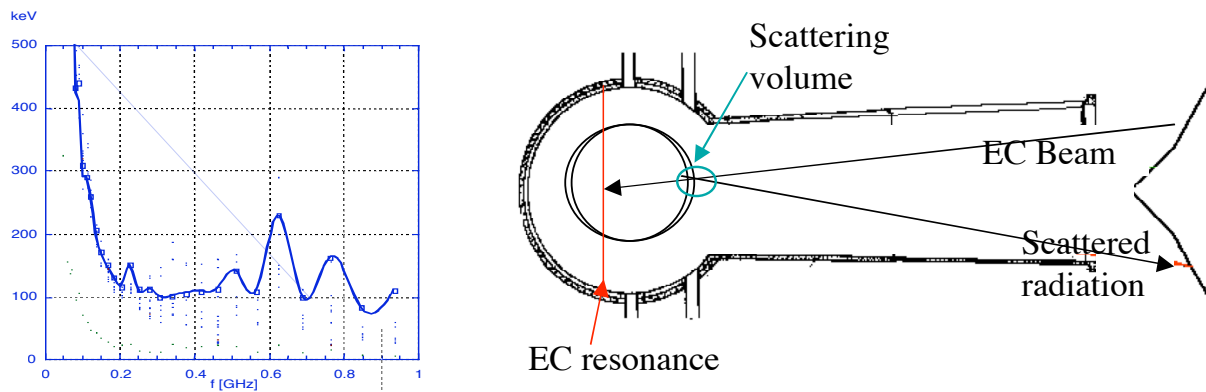 keV
500
400
300
200
100
0
0 0.2 0.4 0.6 0.8 1
f [GHz]
Scattering
volume
EC Beam
Scattered
radiation
EC resonance